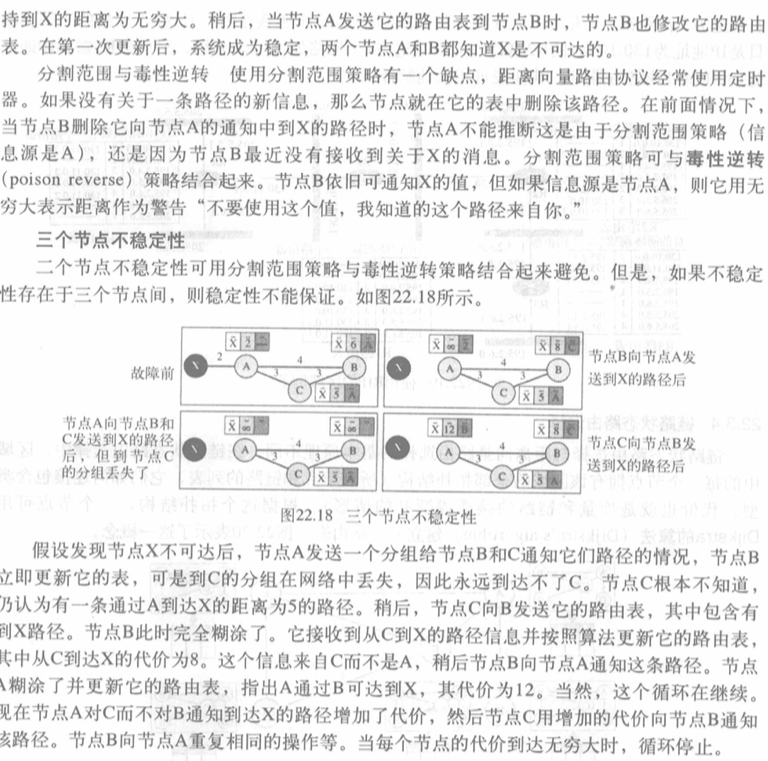 持到X的距离为无穷大。稍后，当节点A发送它的路由表到节点B时，节点B也修改它的路由
表。在第一次更新后，系统成为稳定，两个节点A和B都知道X是不可达的。
分割范围与毒性逆转 使用分割范围策略有一个缺点，距离向量路由协议经常使用定时
器。如果没有关于一条路径的新信息，那么节点就在它的表中删除该路径。在前面情况下，
当节点B删除它向节点A的通知中到X的路径时，节点A不能推断这是由于分割范围策略（信
息源是A），还是因为节点B最近没有接收到关于X的消息。分割范围策略可与毒性逆转
(poison reverse) 策略结合起来。节点B依旧可通知X的值，但如果信息源是节点A，则它用无
穷大表示距离作为警告“不要使用这个值，我知道的这个路径来自你。”
三个节点不稳定性
二个节点不稳定性可用分割范围策略与毒性逆转策略结合起来避免。但是，如果不稳定
性存在于三个节点间，则稳定性不能保证。如图22.18所示。
故障前
X 2 —
X 6 A
2
4
X
A
B
3
3
C
X 5 A
X ∞ 2
X 8 C
4
X
A
B
3
3
C
X 5 A
节点B向节点A发
送到X的路径后
节点A向节点B和
C发送到X的路径
后，但到节点C
的分组丢失了
X ∞
X ∞
4
X
A
B
3
3
C
X 5 A
X 12 B
X 8 C
4
X
A
B
3
3
C
X 5 A
节点C向节点B发
送到X的路径后
图22.18 三个节点不稳定性
假设发现节点X不可达后，节点A发送一个分组给节点B和C通知它们路径的情况，节点B
立即更新它的表，可是到C的分组在网络中丢失，因此永远到达不了C。节点C根本不知道，
仍认为有一条通过A到达X的距离为5的路径。稍后，节点C向B发送它的路由表，其中包含有
到X路径。节点B此时完全糊涂了。它接收到从C到X的路径信息并按照算法更新它的路由表，
其中从C到达X的代价为8。这个信息来自C而不是A，稍后节点B向节点A通知这条路径。节点
A糊涂了并更新它的路由表，指出A通过B可达到X，其代价为12。当然，这个循环在继续。
现在节点A对C而不对B通知到达X的路径增加了代价，然后节点C用增加的代价向节点B通知
该路径。节点B向节点A重复相同的操作等。当每个节点的代价到达无穷大时，循环停止。